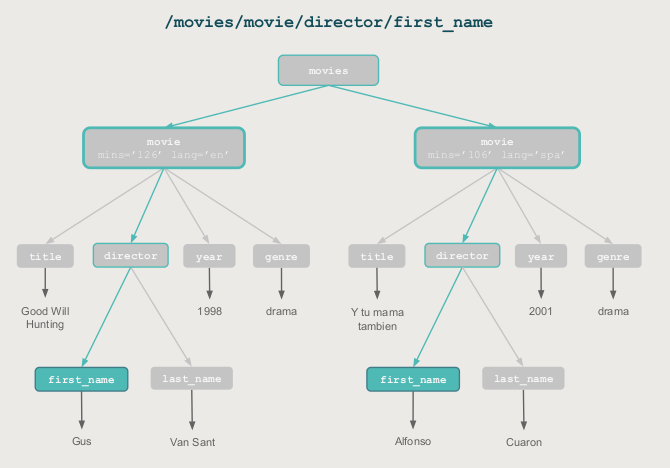 /movies/movie/director/first_name
movies
movie
mins=’126’ lang=’en’
movie
mins=’106’ lang=’spa’
title
director
year
genre
title
director
year
genre
Good Will
Hunting
1998
drama
Y tu mama
tambien
2001
drama
first_name
last_name
first_name
last_name
Gus
Van Sant
Alfonso
Cuaron